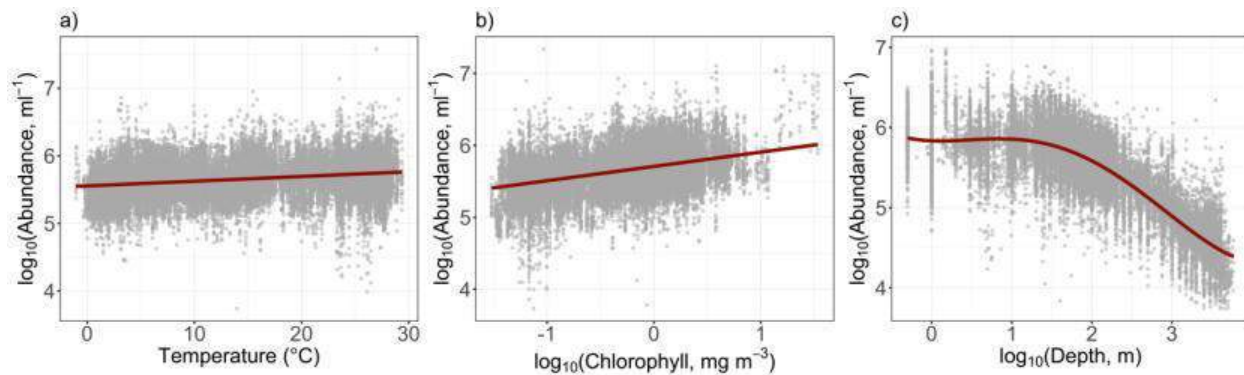 a)
log₁₀(Abundance, ml⁻¹)
7
6
5
4
0 10 20 30
Temperature (°C)
b)
log₁₀(Abundance, ml⁻¹)
7
6
5
4
-1 0 1
log₁₀(Chlorophyll, mg m⁻³)
c)
log₁₀(Abundance, ml⁻¹)
7
6
5
4
0 1 2 3
log₁₀(Depth, m)